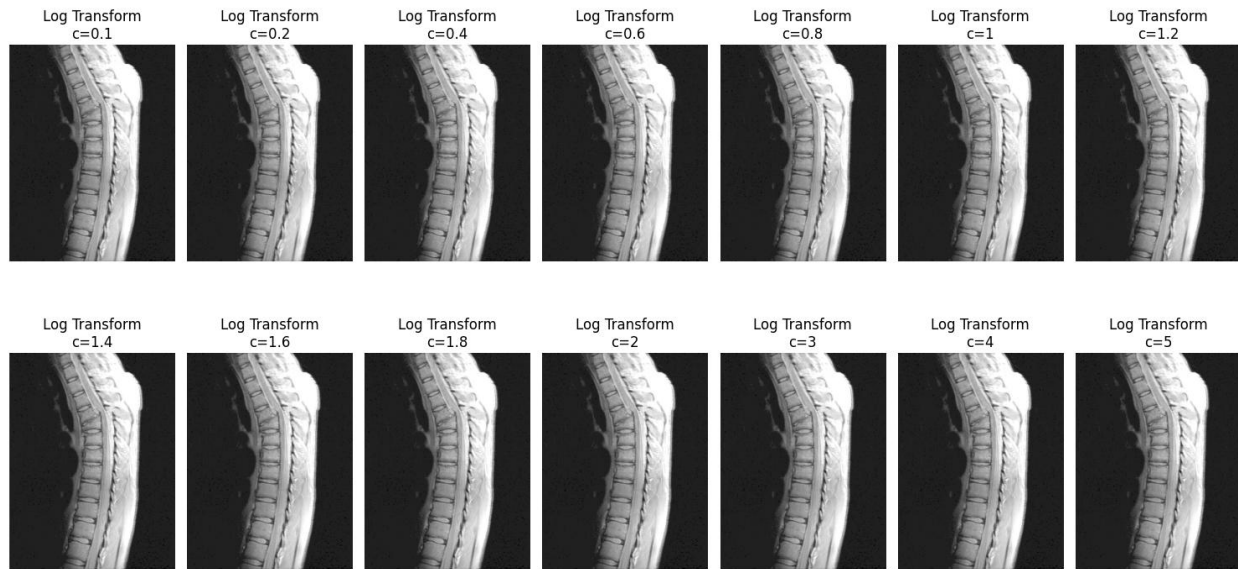 Log Transform
c=0.1
Log Transform
c=0.2
Log Transform
c=0.4
Log Transform
c=0.6
Log Transform
c=0.8
Log Transform
c=1
Log Transform
c=1.2
Log Transform
c=1.4
Log Transform
c=1.6
Log Transform
c=1.8
Log Transform
c=2
Log Transform
c=3
Log Transform
c=4
Log Transform
c=5